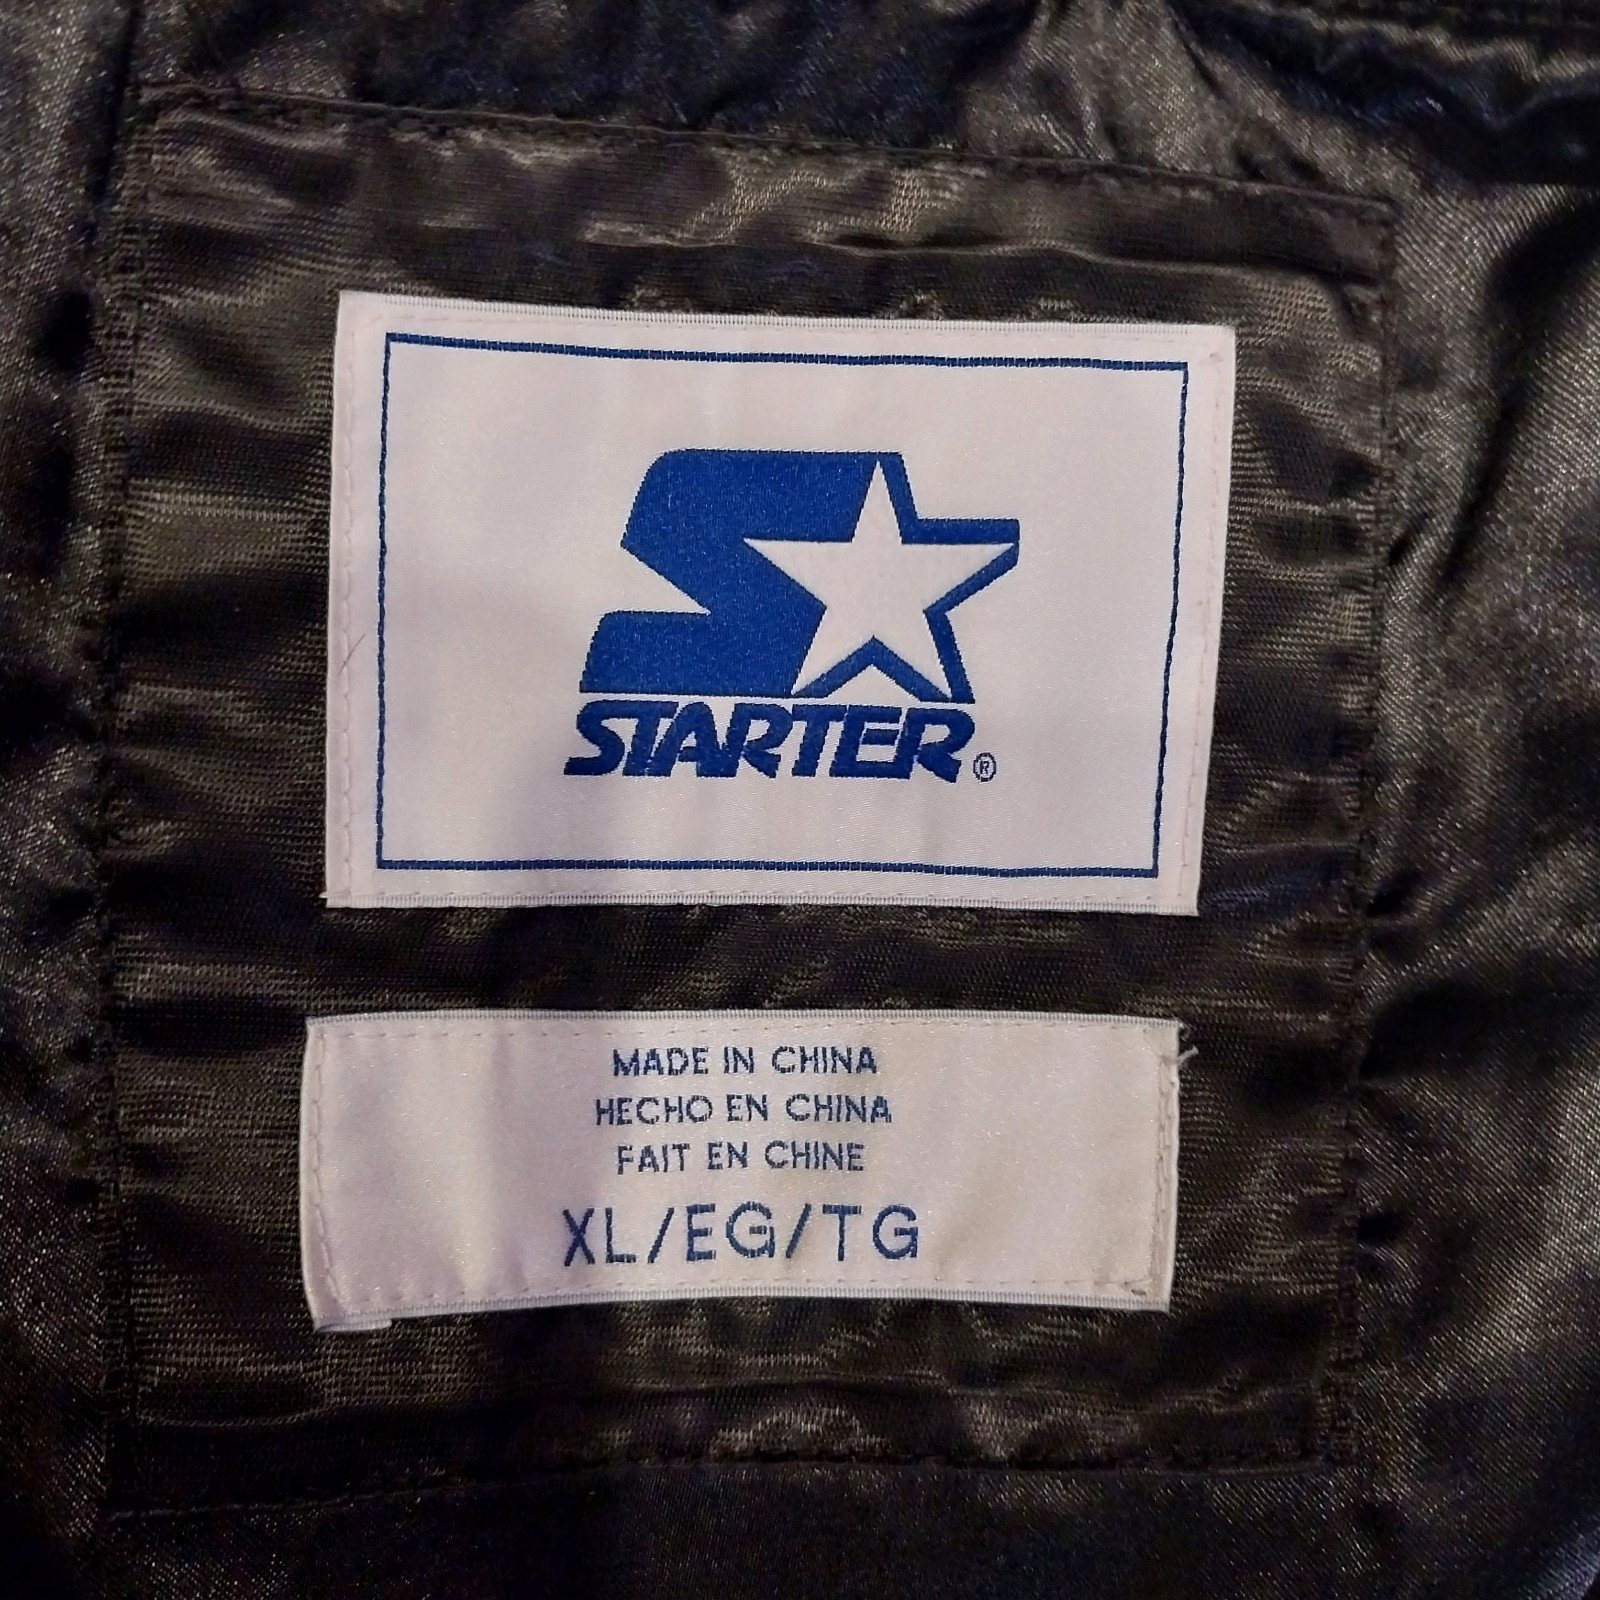 STARTER®
MADE IN CHINA
HECHO EN CHINA
FAIT EN CHINE
XL/EG/TG